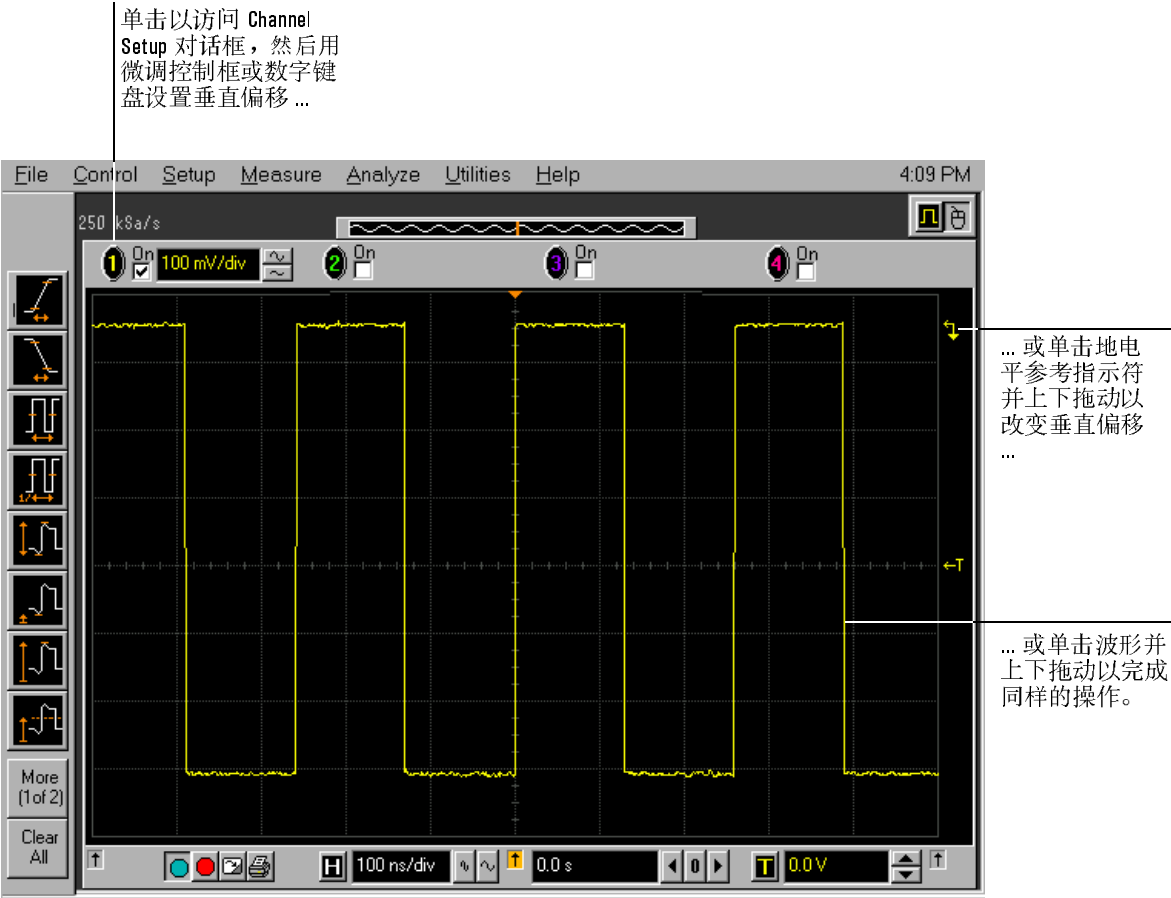 单击以访问 Channel
Setup 对话框，然后用
微调控制框或数字键
盘设置垂直偏移 ...
File Control Setup Measure Analyze Utilities Help 4:09 PM
250 kSa/s
1 On 100 mV/div 2 On 3 On 4 On
... 或单击地电
平参考指示符
并上下拖动以
改变垂直偏移
...
←T
... 或单击波形并
上下拖动以完成
同样的操作。
More
(1of 2)
Clear
All
H 100 ns/div 0.0 s 0 T 0.0 V